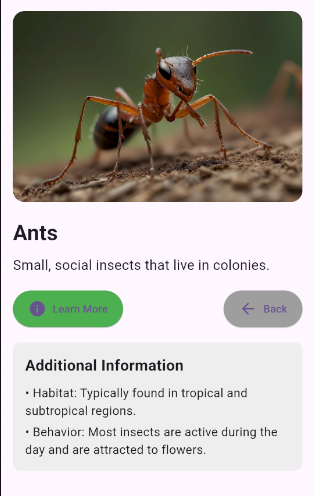 Ants
Small, social insects that live in colonies.
Learn More
Back
Additional Information
• Habitat: Typically found in tropical and
subtropical regions.
• Behavior: Most insects are active during the
day and are attracted to flowers.